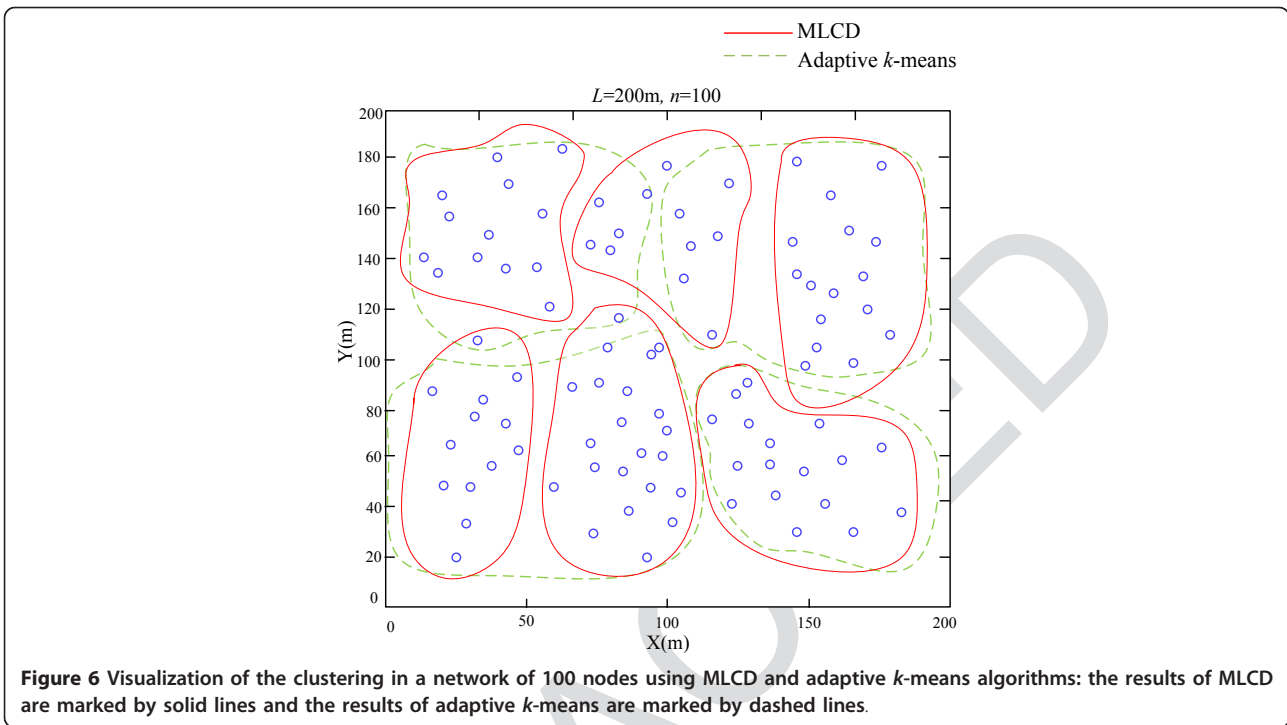 MLCD
Adaptive k-means
L=200m, n=100
200
180
160
140
120
100
80
60
40
20
0
Y(m)
0
50
100
150
200
X(m)
Figure 6 Visualization of the clustering in a network of 100 nodes using MLCD and adaptive k-means algorithms: the results of MLCD
are marked by solid lines and the results of adaptive k-means are marked by dashed lines.